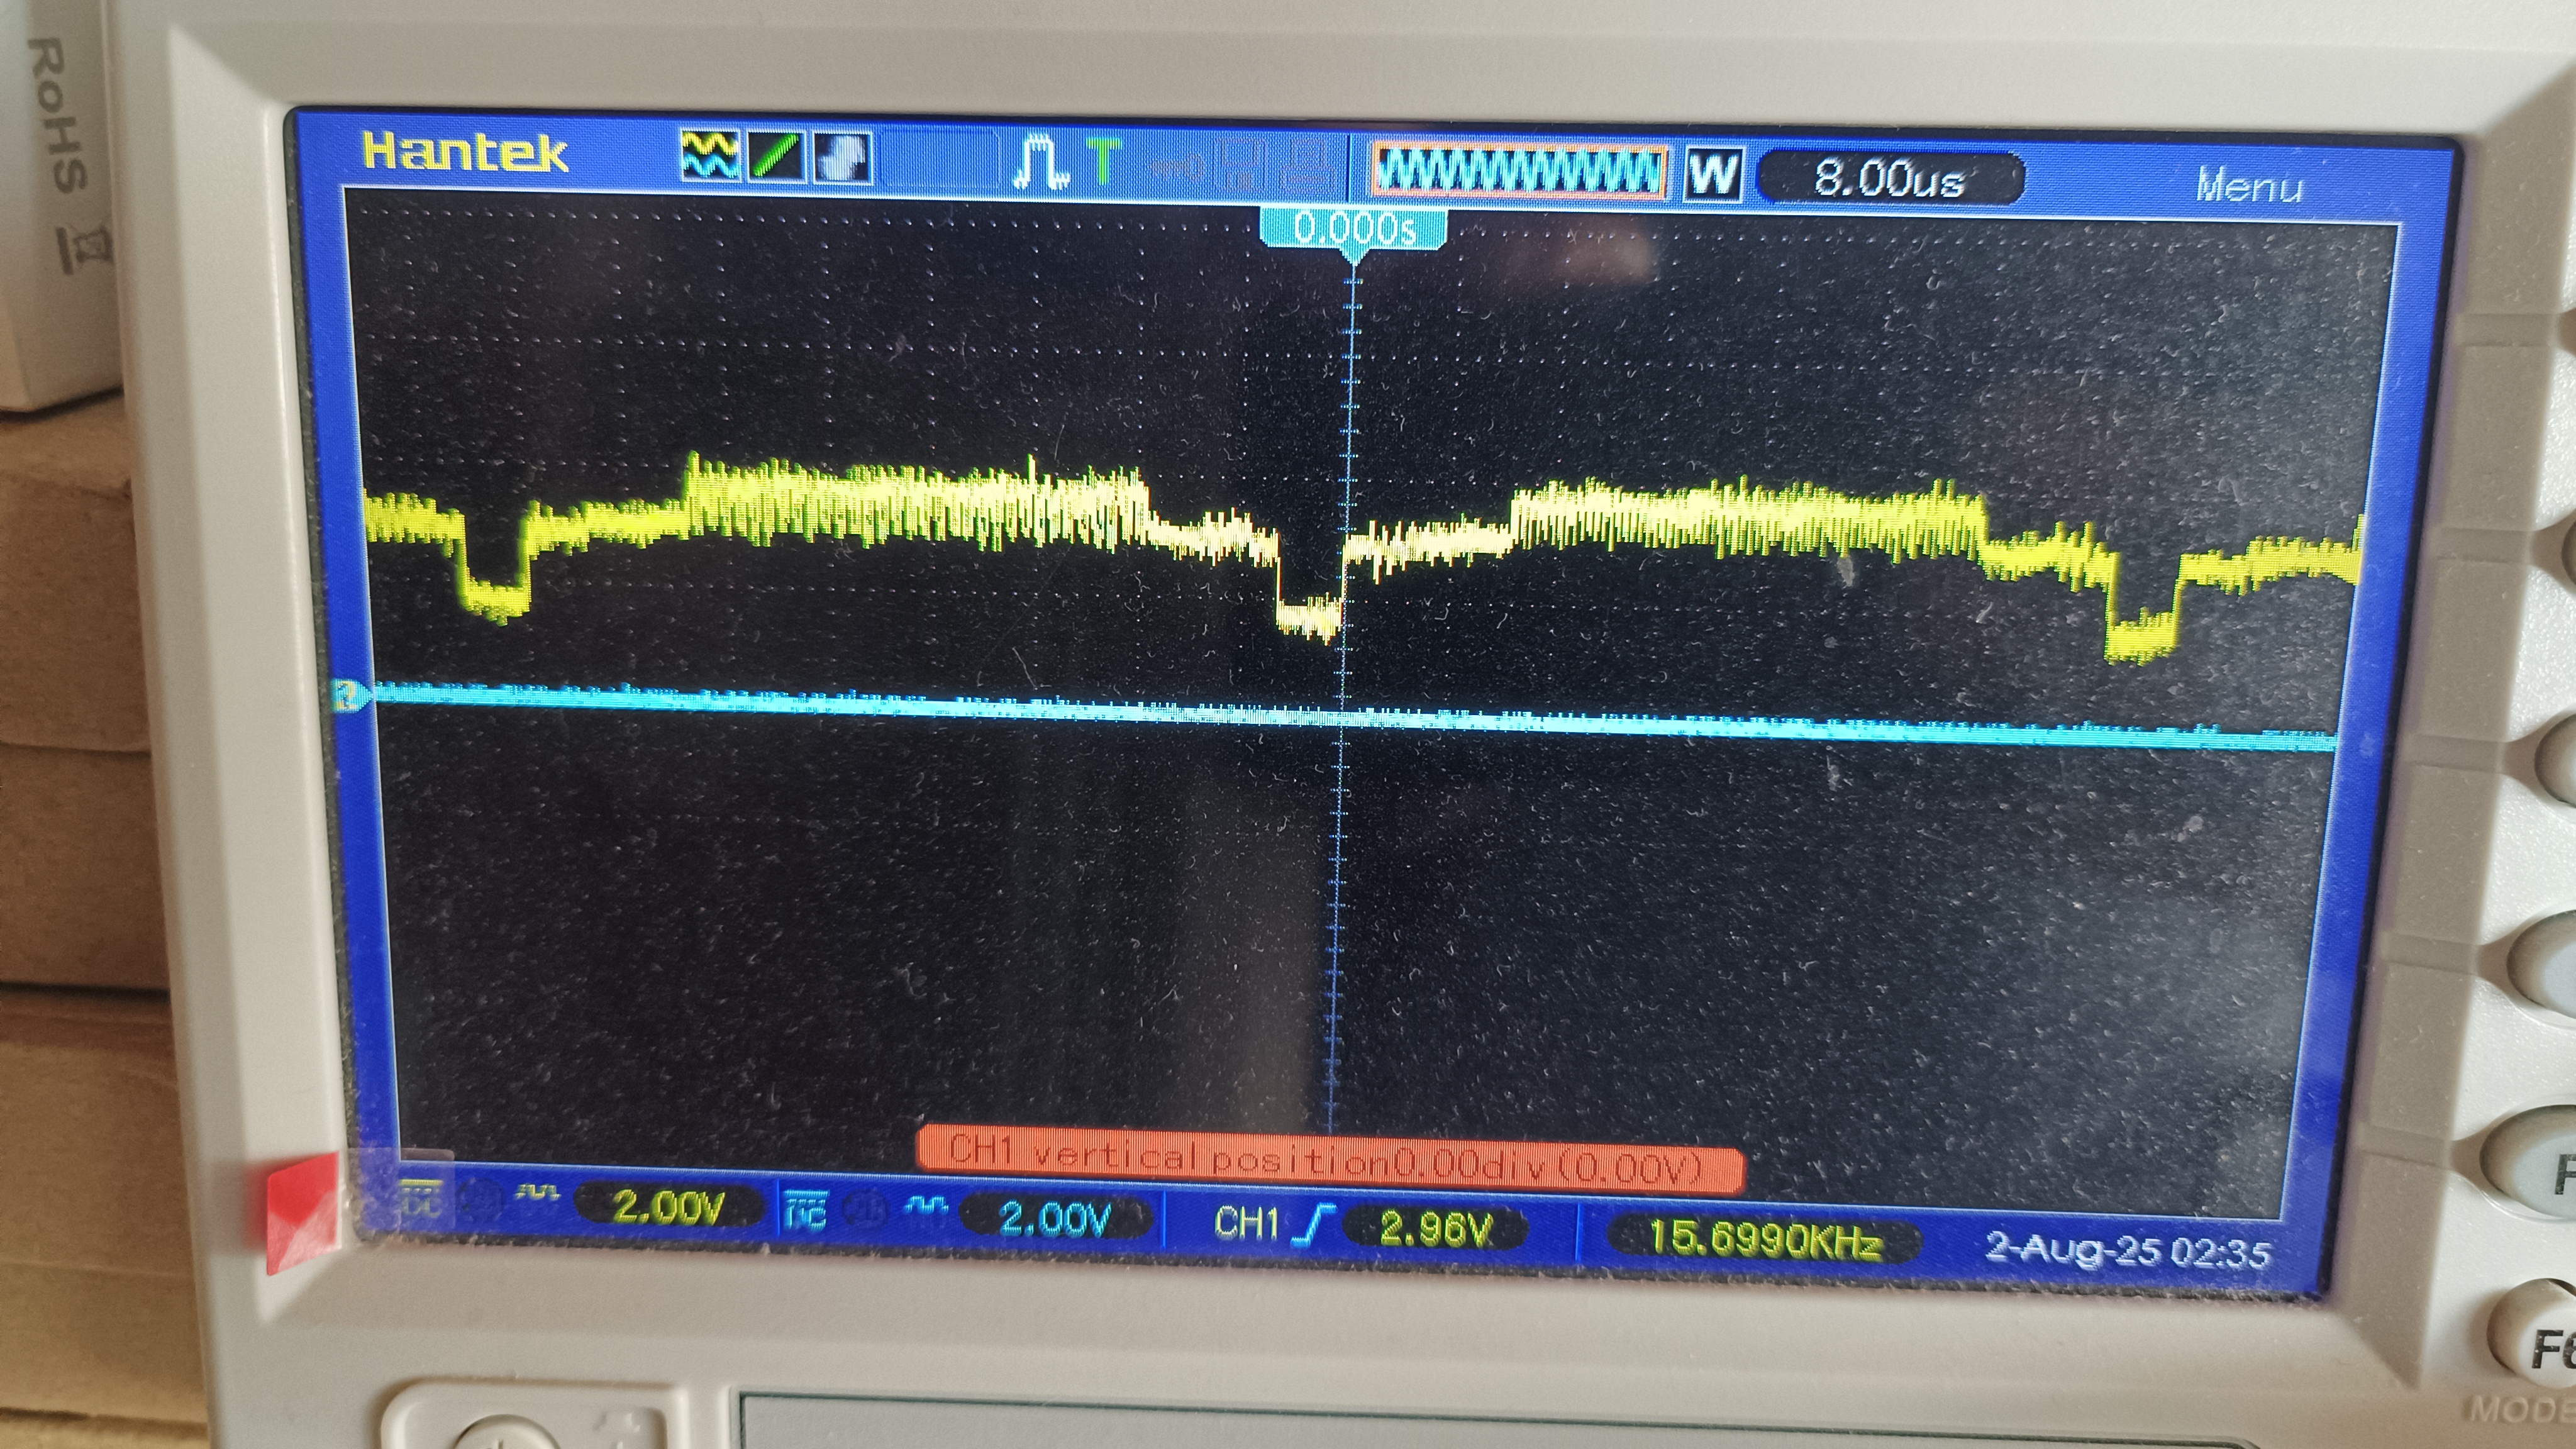 RoHS
Hantek
T
W
8.00us
Menu
0.000s
2
CH1 vertical position0.00div(0.00V)
DC
2.00V
DC
2.00V
CH1
2.96V
15.6990KHz
2-Aug-25 02:35
F6
MODE